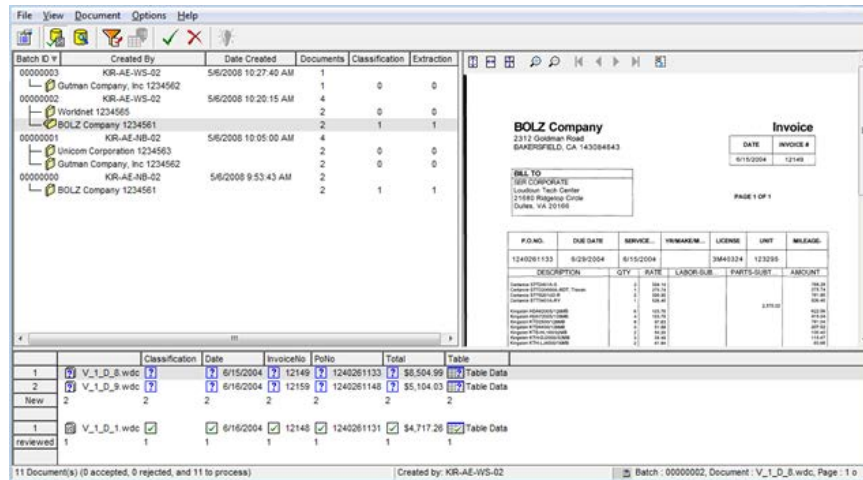 File View Document Options Help
Batch ID Created By Date Created Documents Classification Extraction
00000003 KIR-AE-WS-02 5/6/2008 10:27:40 AM 1
Gutman Company, Inc 1234562 1 0 0
00000002 KIR-AE-WS-02 5/6/2008 10:20:15 AM 4
Worldnet 1234565 2 0 0
BOLZ Company 1234561 2 1 1
00000001 KIR-AE-NB-02 5/6/2008 10:05:00 AM 4
Unicom Corporation 1234563 2 0 0
Gutman Company, Inc 1234562 2 0 0
00000000 KIR-AE-NB-02 5/6/2008 9:53:43 AM 2
BOLZ Company 1234561 2 1 1
BOLZ Company Invoice
2312 Goldman Road
BAKERSFIELD, CA 143084843
DATE INVOICE #
6/15/2004 12149
BILL TO
SER CORPORATE
Loudoun Tech Center
21680 Ridgetop Circle
Dulles, VA 20166
PAGE 1 OF 1
P.O.NO. DUE DATE SERVICE... YR/MAKE/M... LICENSE UNIT MILEAGE-
1240261133 6/29/2004 6/15/2004 3M40324 123295
DESCRIPTION QTY RATE LABOR-SUB... PARTS-SUBT... AMOUNT
Classification Date InvoiceNo PoNo Total Table
1 V_1_D_8.wdc ? ? 6/15/2004 ? 12149 ? 1240261133 ? $8,504.99 ? Table Data
2 V_1_D_9.wdc ? ? 6/16/2004 ? 12159 ? 1240261148 ? $5,104.03 ? Table Data
New 2 2 2 2 2 2 2
1 V_1_D_1.wdc 6/16/2004 12148 1240261131 $4,717.26 Table Data
reviewed 1 1 1 1 1 1 1
11 Document(s) (0 accepted, 0 rejected, and 11 to process) Created by: KIR-AE-WS-02 Batch : 00000002, Document : V_1_D_8.wdc, Page : 1 o